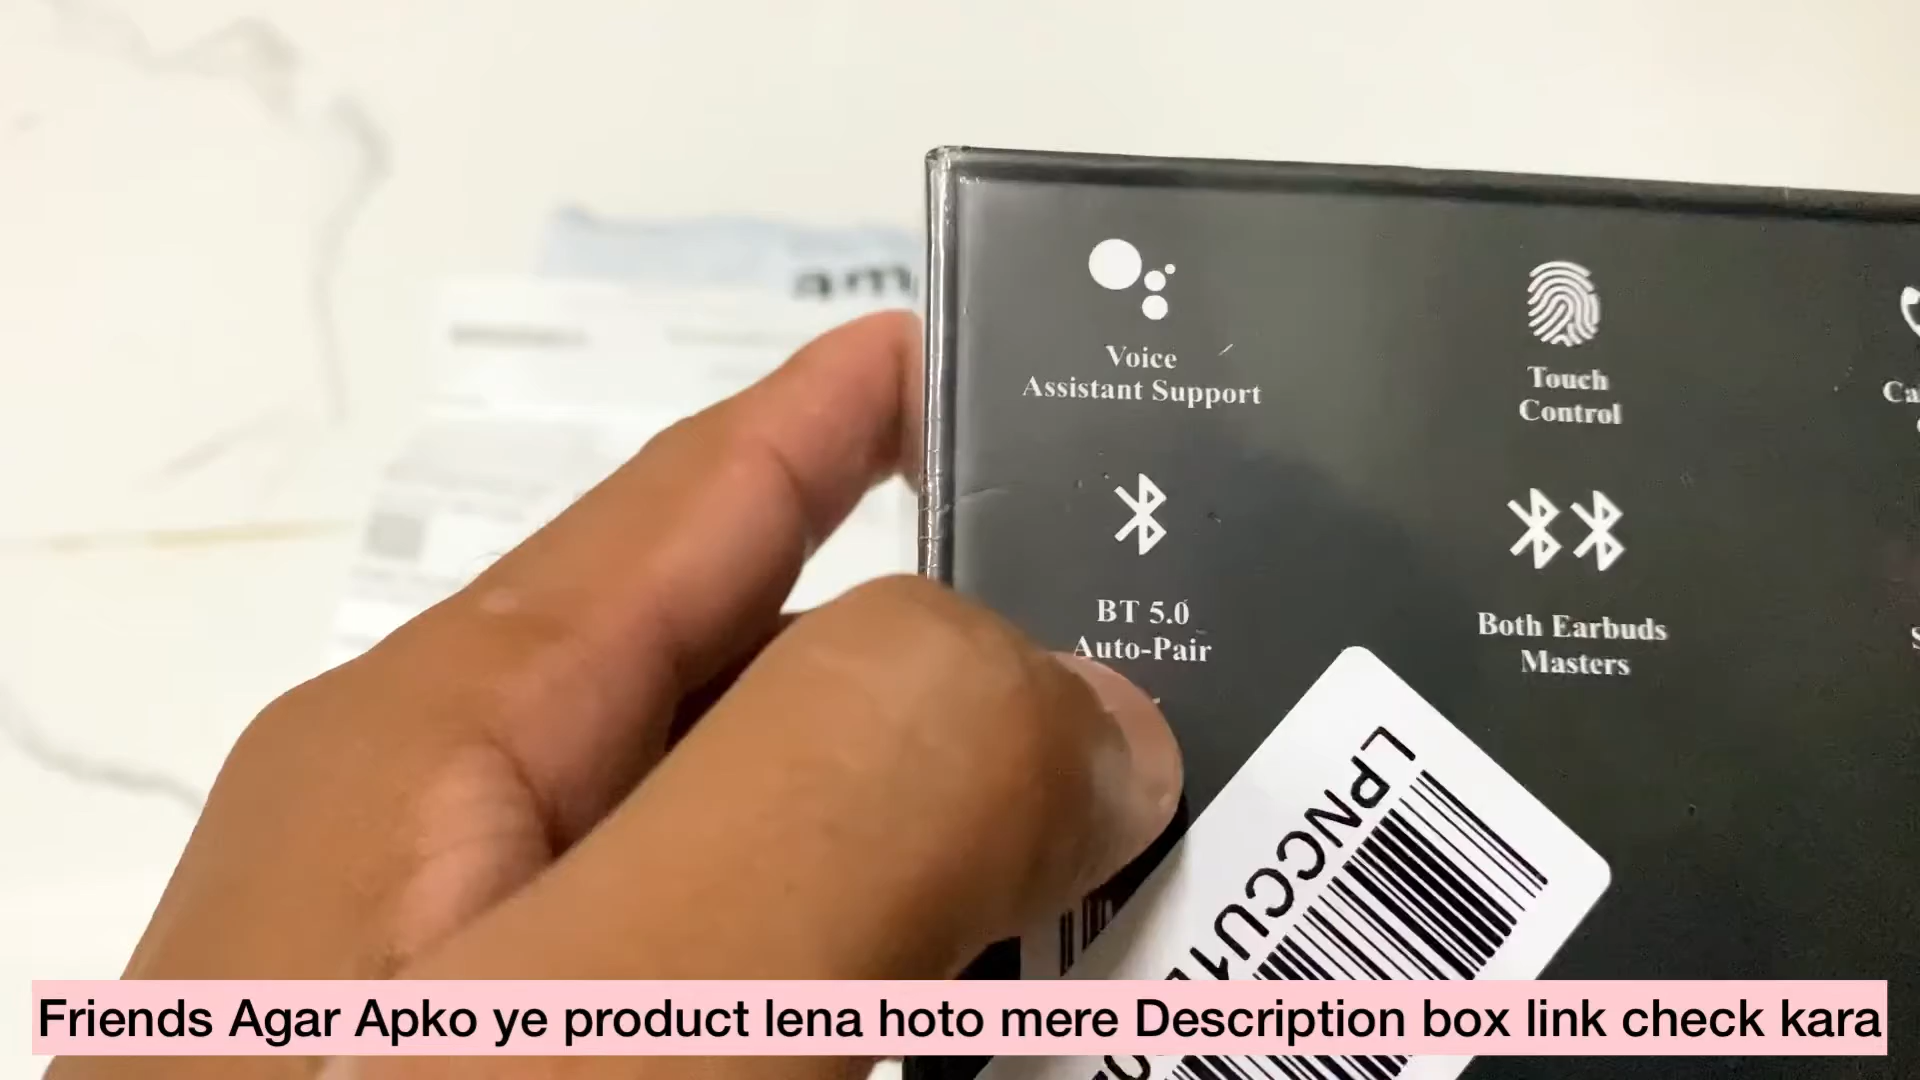 Voice
Assistant Support
Touch
Control
BT 5.0
Auto-Pair
Both Earbuds
Masters
LPNCCU1
Friends Agar Apko ye product lena hoto mere Description box link check kara